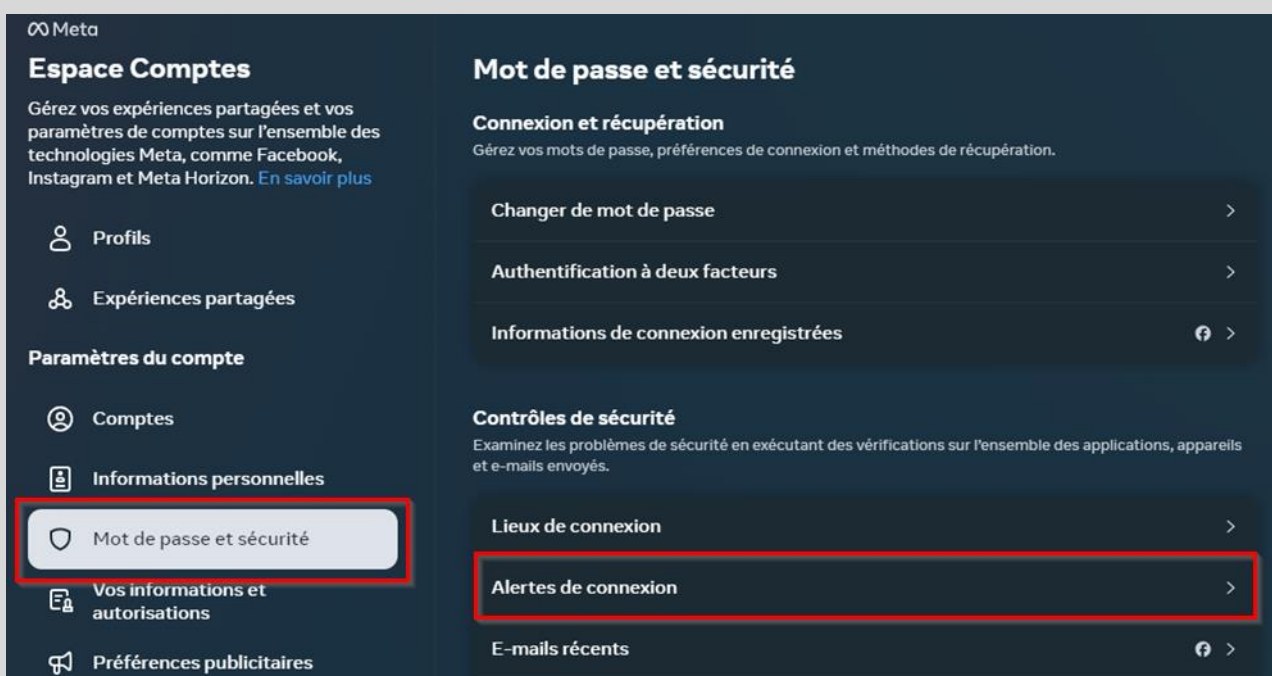 Meta
Espace Comptes
Gérez vos expériences partagées et vos
paramètres de comptes sur l'ensemble des
technologies Meta, comme Facebook,
Instagram et Meta Horizon. En savoir plus
Profils
Expériences partagées
Paramètres du compte
Comptes
Informations personnelles
Mot de passe et sécurité
Vos informations et
autorisations
Préférences publicitaires
Mot de passe et sécurité
Connexion et récupération
Gérez vos mots de passe, préférences de connexion et méthodes de récupération.
Changer de mot de passe
Authentification à deux facteurs
Informations de connexion enregistrées
Contrôles de sécurité
Examinez les problèmes de sécurité en exécutant des vérifications sur l'ensemble des applications, appareils
et e-mails envoyés.
Lieux de connexion
Alertes de connexion
E-mails récents